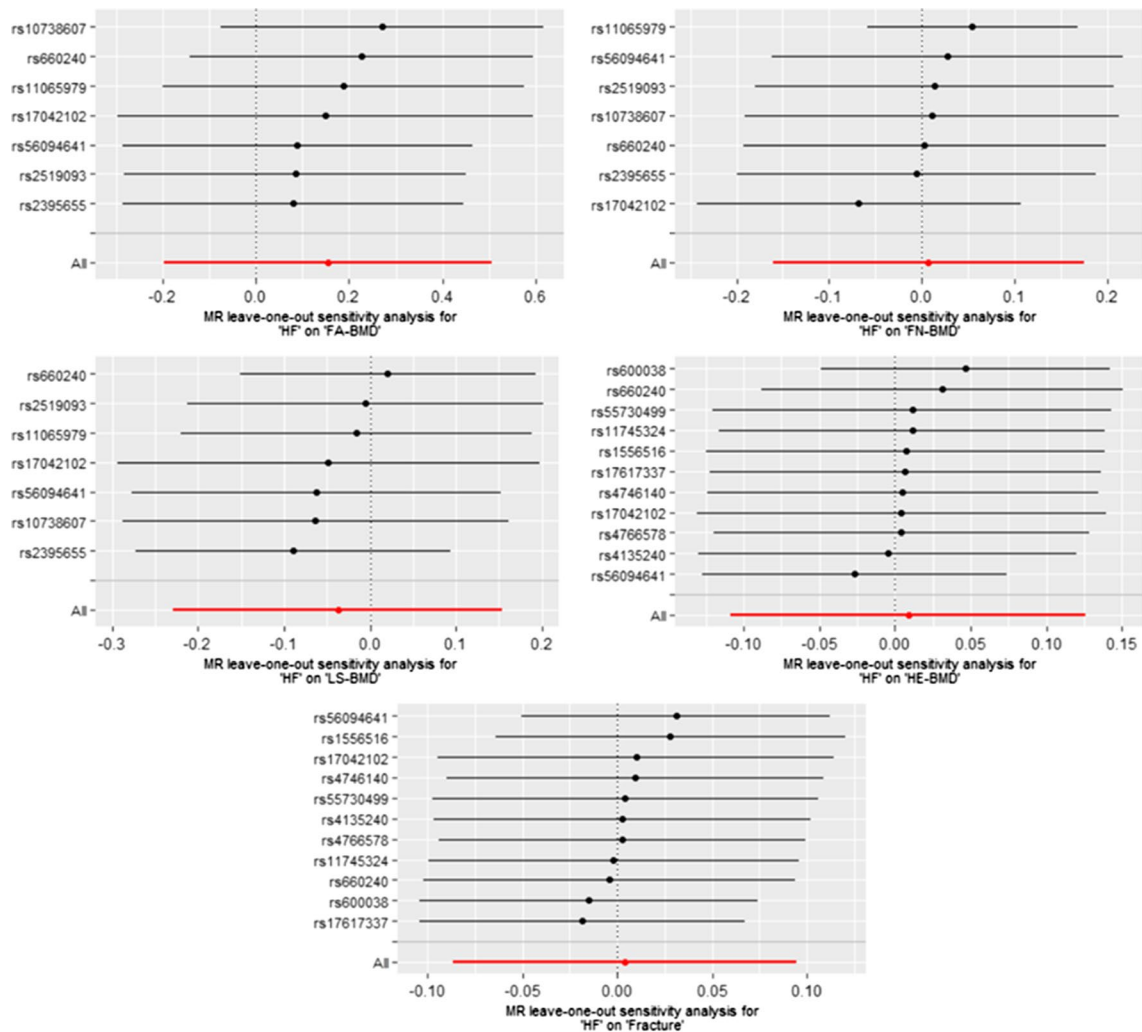 rs10738607
rs660240
rs11065979
rs17042102
rs56094641
rs2519093
rs2395655
All
-0.2 0.0 0.2 0.4 0.6
MR leave-one-out sensitivity analysis for
'HF' on 'FA-BMD'
rs11065979
rs56094641
rs2519093
rs10738607
rs660240
rs2395655
rs17042102
All
-0.2 -0.1 0.0 0.1 0.2
MR leave-one-out sensitivity analysis for
'HF' on 'FN-BMD'
rs660240
rs2519093
rs11065979
rs17042102
rs56094641
rs10738607
rs2395655
All
-0.3 -0.2 -0.1 0.0 0.1 0.2
MR leave-one-out sensitivity analysis for
'HF' on 'LS-BMD'
rs600038
rs660240
rs55730499
rs11745324
rs1556516
rs17617337
rs4746140
rs17042102
rs4766578
rs4135240
rs56094641
All
-0.10 -0.05 0.00 0.05 0.10 0.15
MR leave-one-out sensitivity analysis for
'HF' on 'HE-BMD'
rs56094641
rs1556516
rs17042102
rs4746140
rs55730499
rs4135240
rs4766578
rs11745324
rs660240
rs600038
rs17617337
All
-0.10 -0.05 0.00 0.05 0.10
MR leave-one-out sensitivity analysis for
'HF' on 'Fracture'